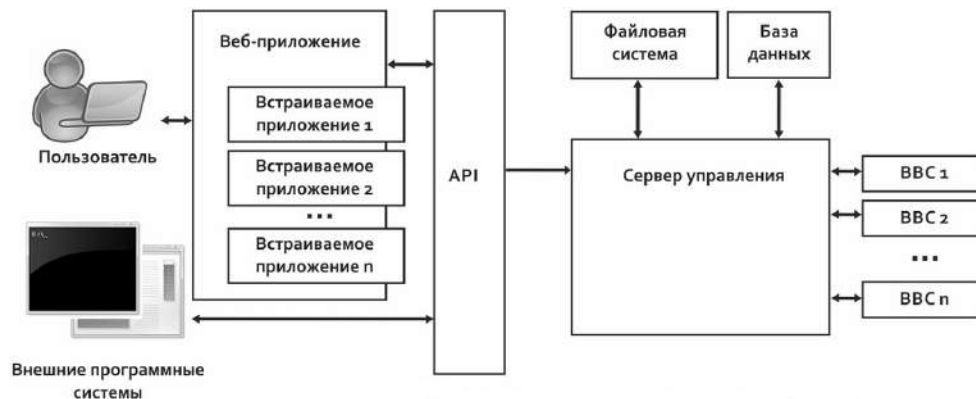 Веб-приложение
Встраиваемое
приложение 1
Встраиваемое
приложение 2
...
Встраиваемое
приложение n
Пользователь
Внешние программные
системы
API
Файловая
система
База
данных
Сервер управления
ВВС 1
ВВС 2
...
ВВС n